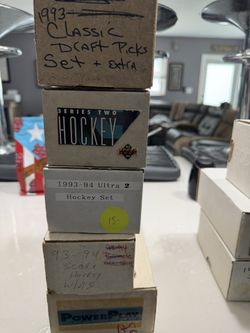 1993-
CLASSIC
DRAFT PICKS
SET + EXTRA
SERIES TWO
HOCKEY
1993-94 Ultra 2
Hockey Set
15-
93-94
Score
Hockey
POWERPLAY